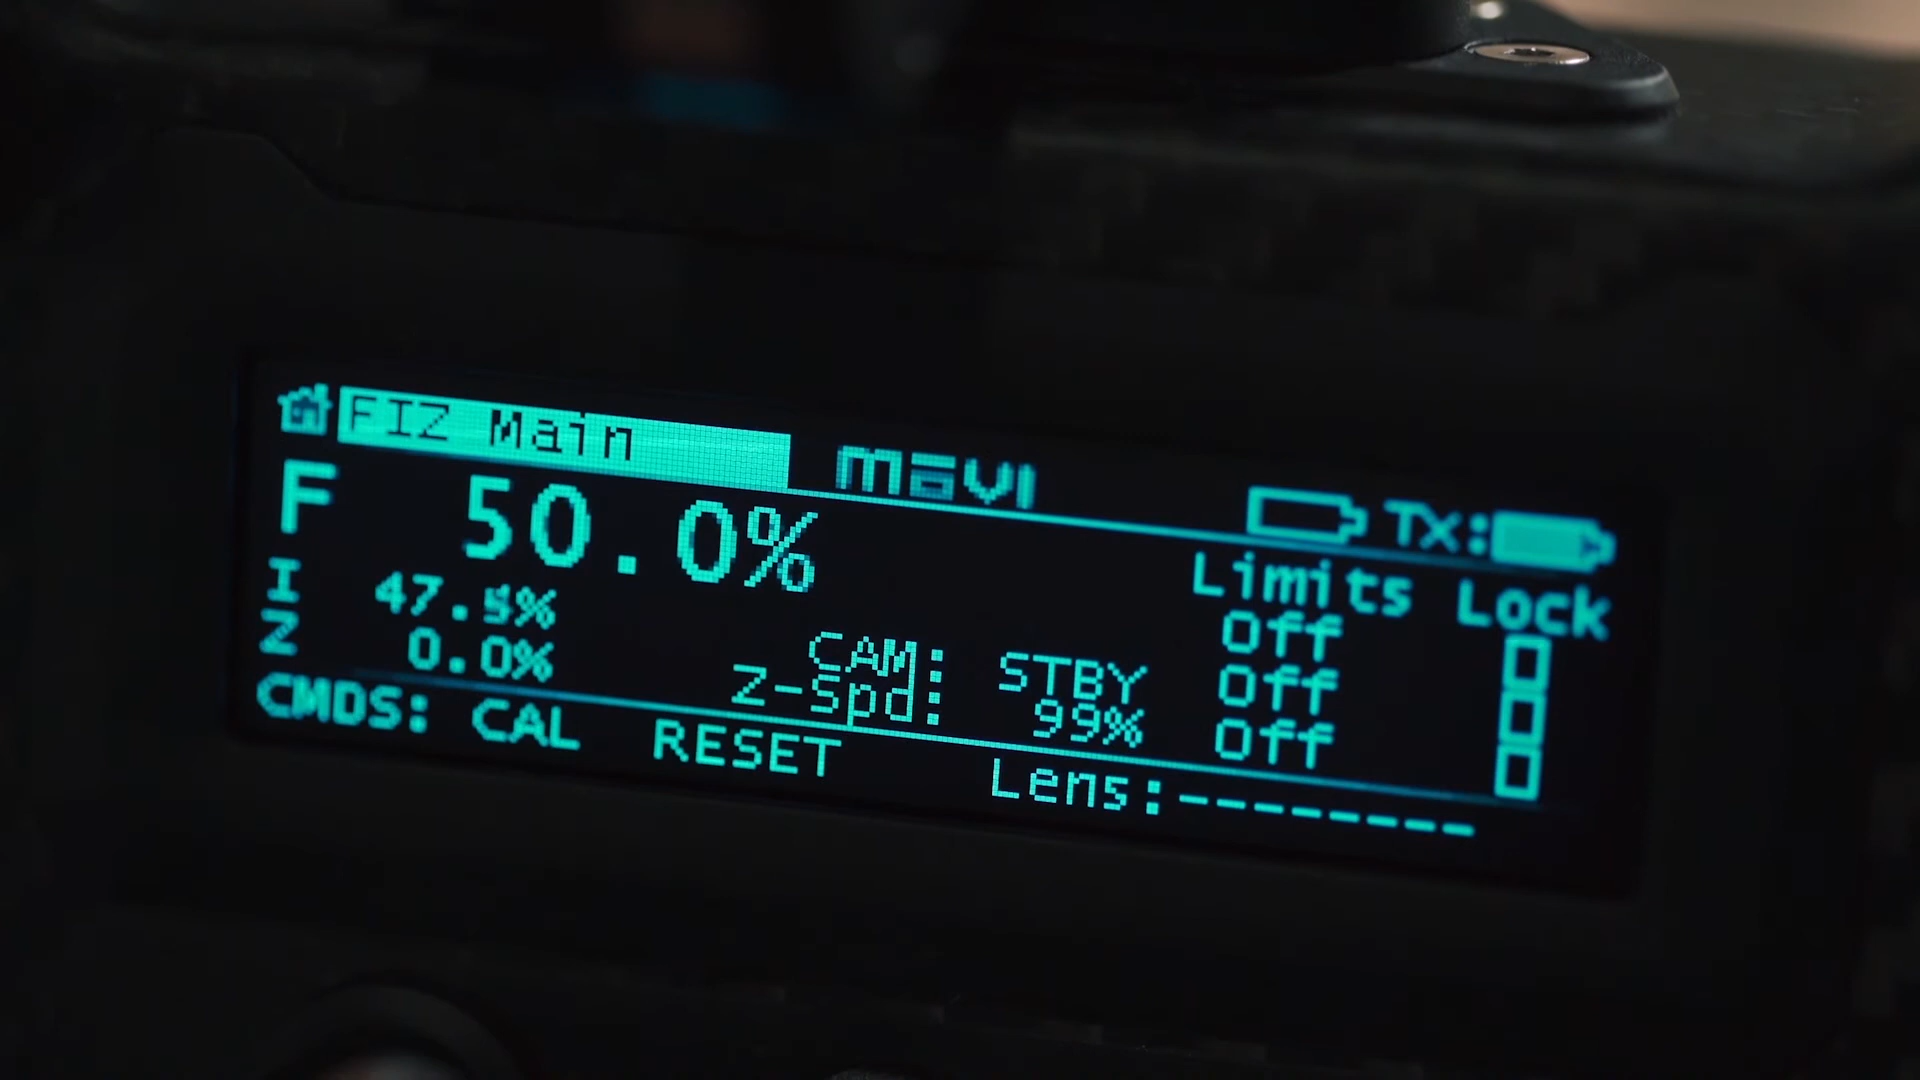 FIZ Main MōVI Tx:
F 50.0% Limits Lock
I 47.5% CAM: STBY Off
Z 0.0% Z-Spd: 99% Off
Off
CMDS: CAL RESET Lens:--------